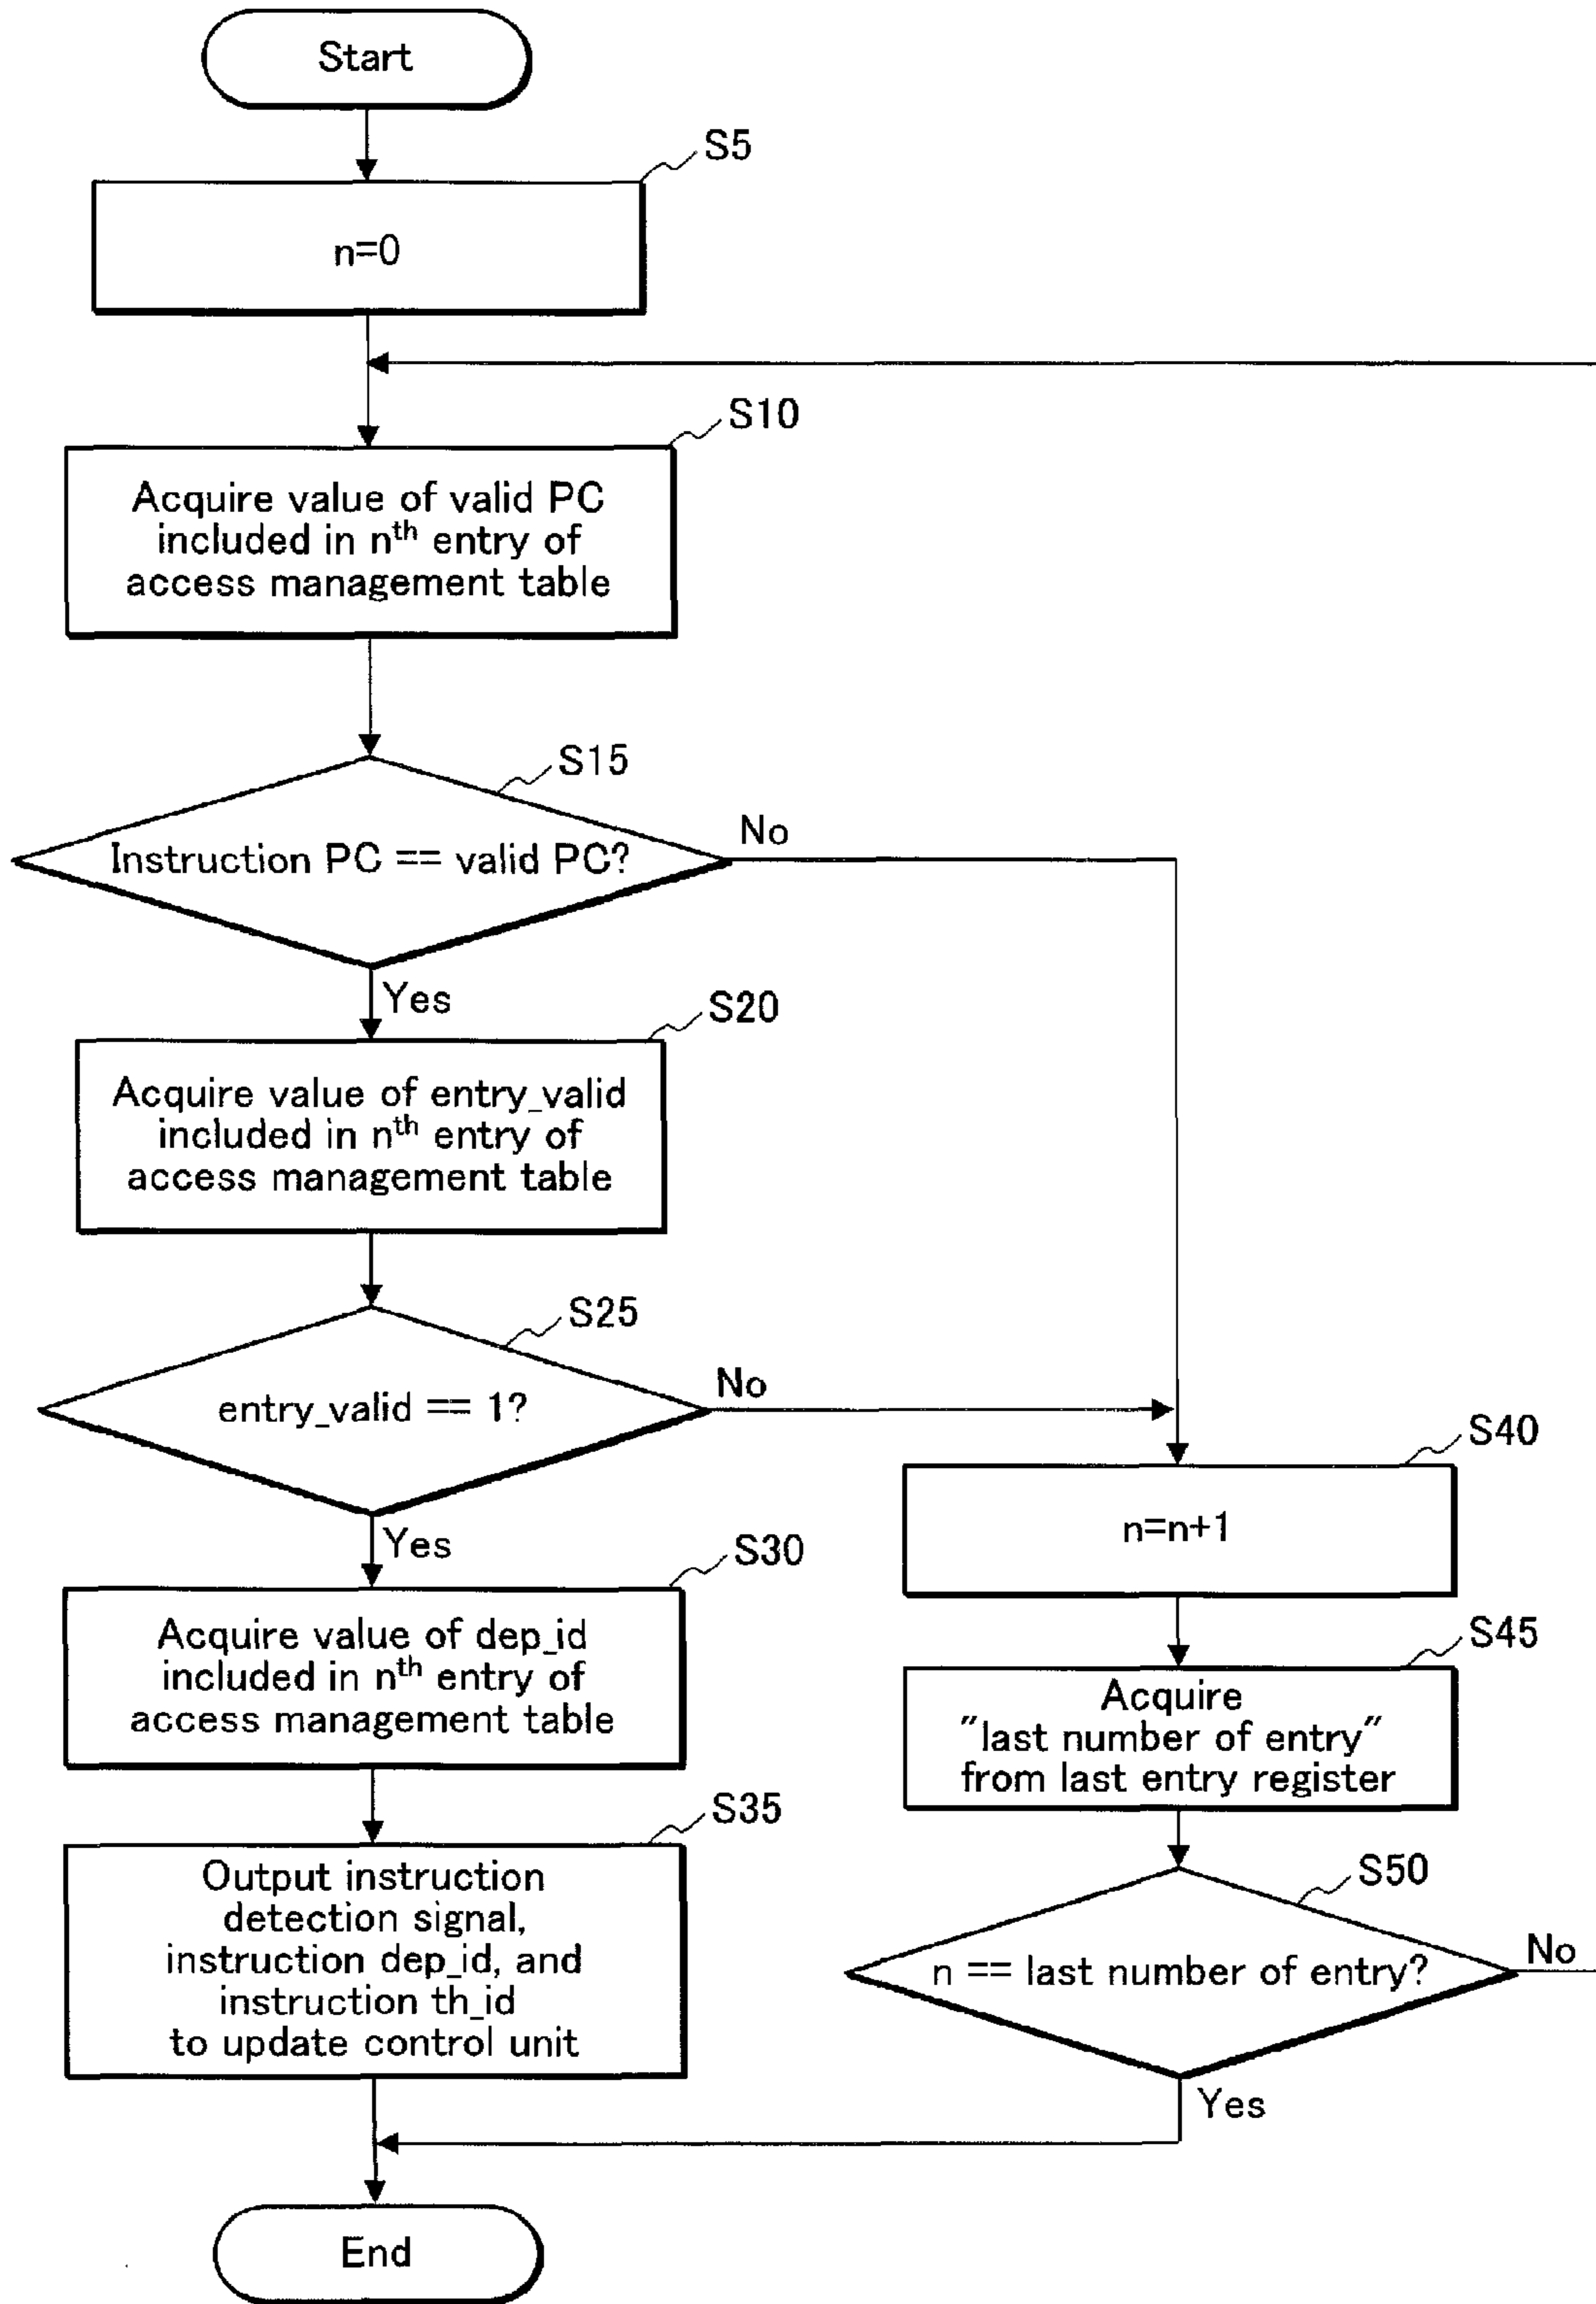 Start
S5
n=0
S10
Acquire value of valid PC
included in nth entry of
access management table
S15
Instruction PC == valid PC?
No
Yes
S20
Acquire value of entry_valid
included in nth entry of
access management table
S25
entry_valid == 1?
No
Yes
S30
Acquire value of dep_id
included in nth entry of
access management table
S35
Output instruction
detection signal,
instruction dep_id, and
instruction th_id
to update control unit
S40
n=n+1
S45
Acquire
"last number of entry"
from last entry register
S50
n == last number of entry?
No
Yes
End